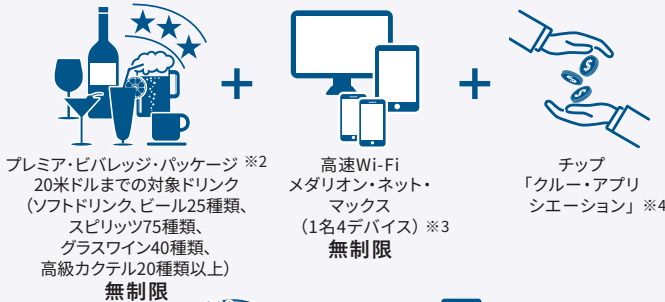 プレミア・ビバレッジ・パッケージ ※2
20米ドルまでの対象ドリンク
（ソフトドリンク、ビール25種類、
スピリッツ75種類、
グラスワイン40種類、
高級カクテル20種類以上）
無制限
高速Wi-Fi
メダリオン・ネット・
マックス
（1名4デバイス）※3
無制限
チップ
「クルー・アプリ
シエーション」※4